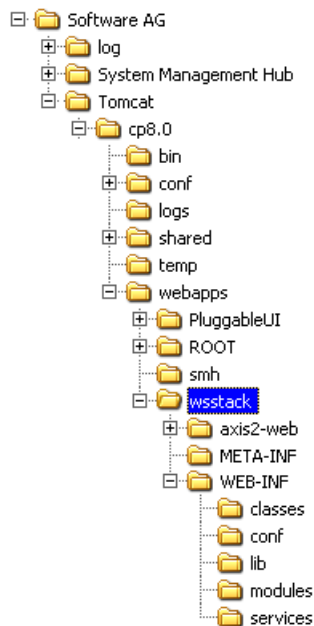 Software AG
log
System Management Hub
Tomcat
cp8.0
bin
conf
logs
shared
temp
webapps
PluggableUI
ROOT
smh
wsstack
axis2-web
META-INF
WEB-INF
classes
conf
lib
modules
services